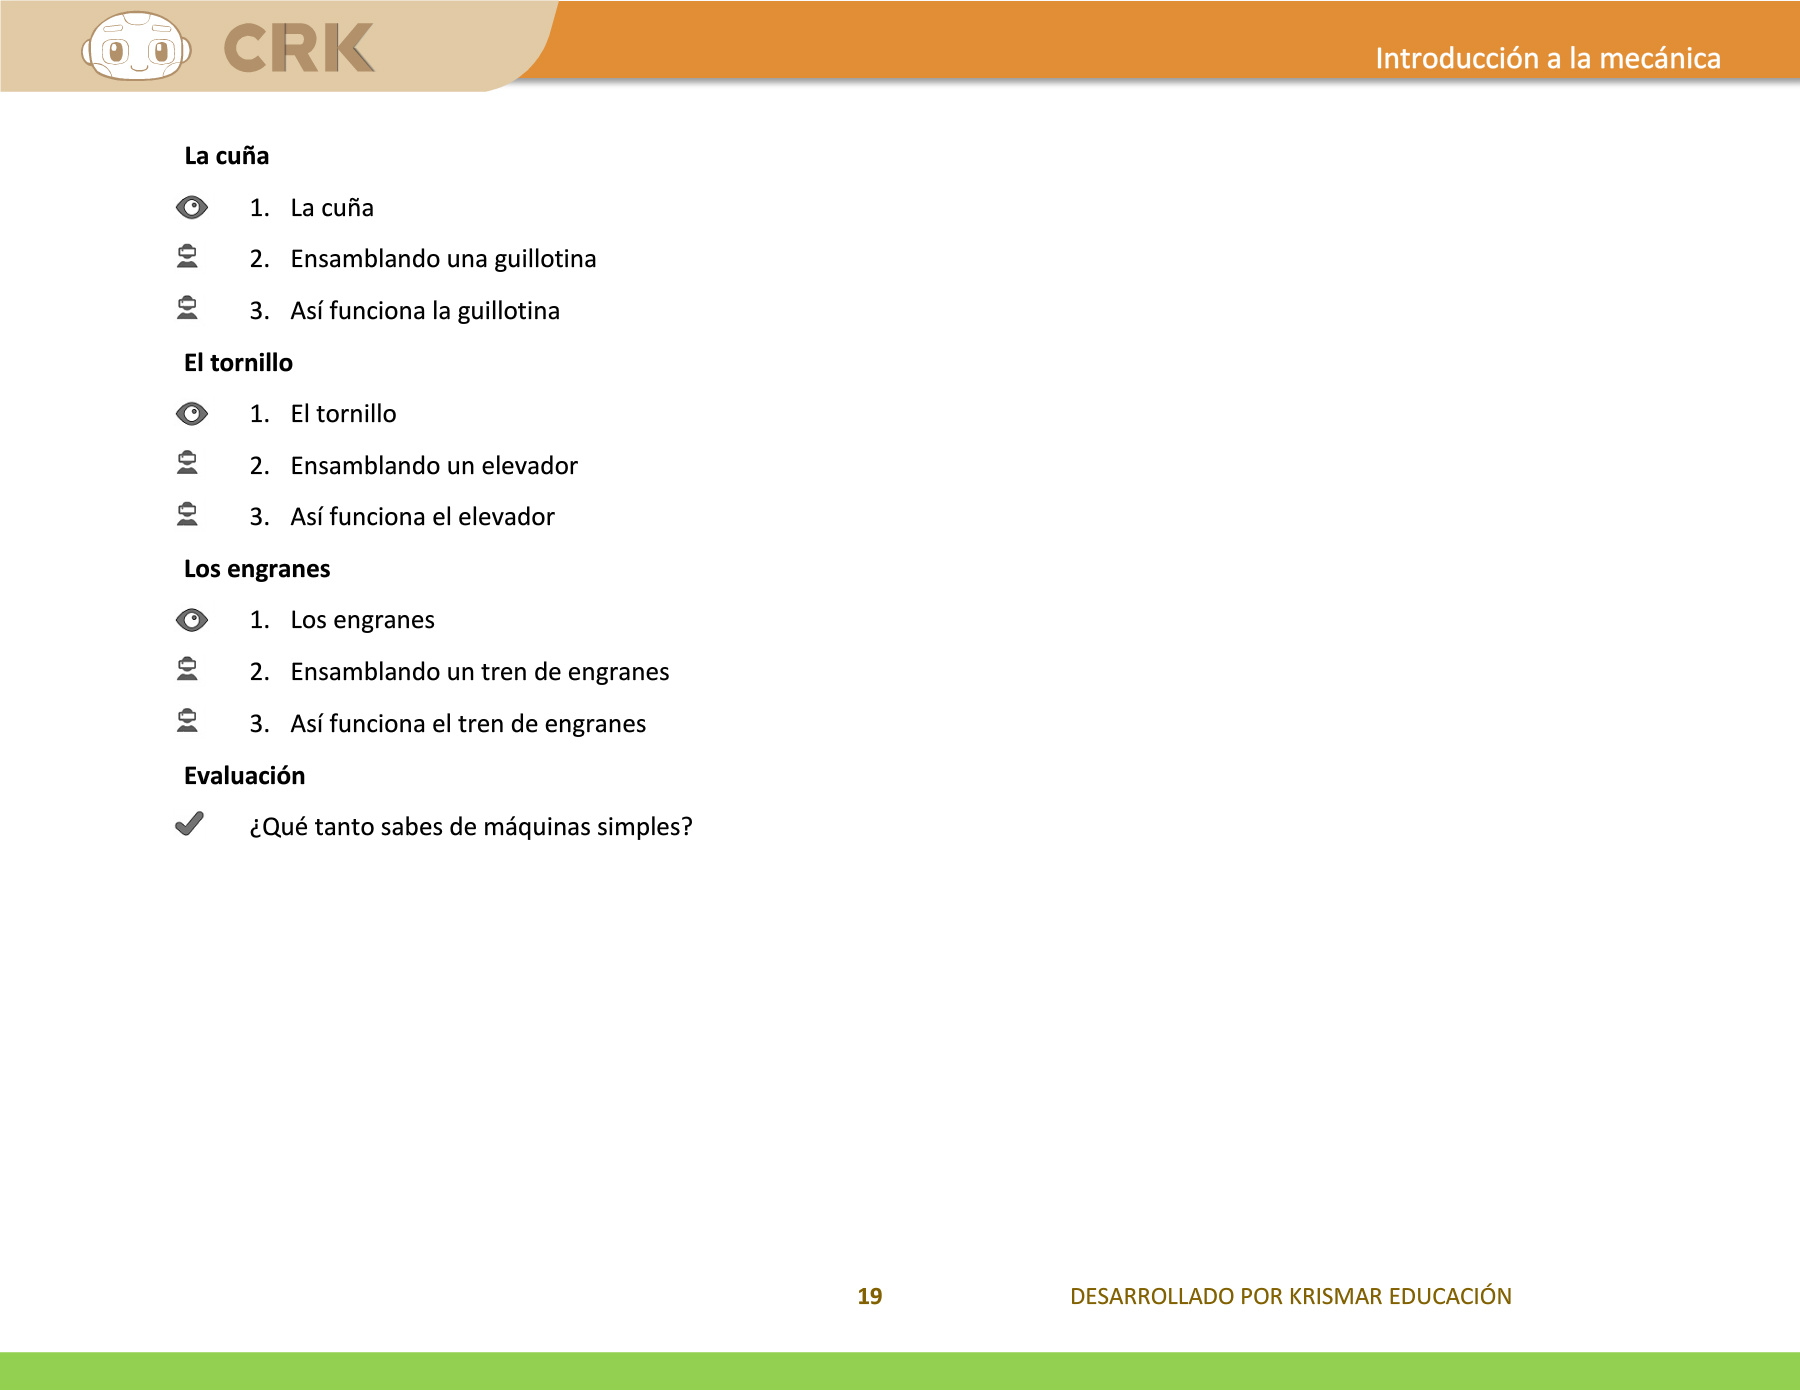 CRK
Introducción a la mecánica
La cuña
1. La cuña
2. Ensamblando una guillotina
3. Así funciona la guillotina
El tornillo
1. El tornillo
2. Ensamblando un elevador
3. Así funciona el elevador
Los engranes
1. Los engranes
2. Ensamblando un tren de engranes
3. Así funciona el tren de engranes
Evaluación
¿Qué tanto sabes de máquinas simples?
19 DESARROLLADO POR KRISMAR EDUCACIÓN